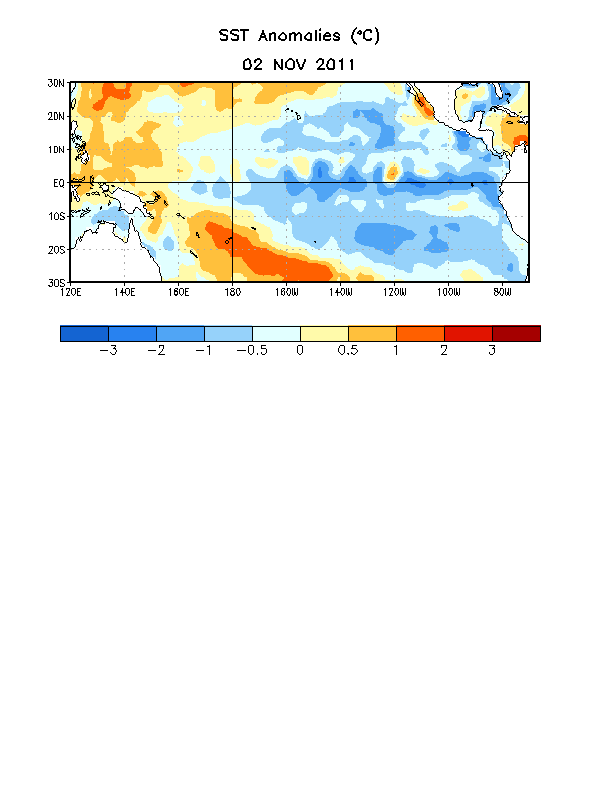 SST Anomalies (°C)
02 NOV 2011
30N
20N
10N
EQ
10S
20S
30S
120E 140E 160E 180 160W 140W 120W 100W 80W
−3 −2 −1 −0.5 0 0.5 1 2 3